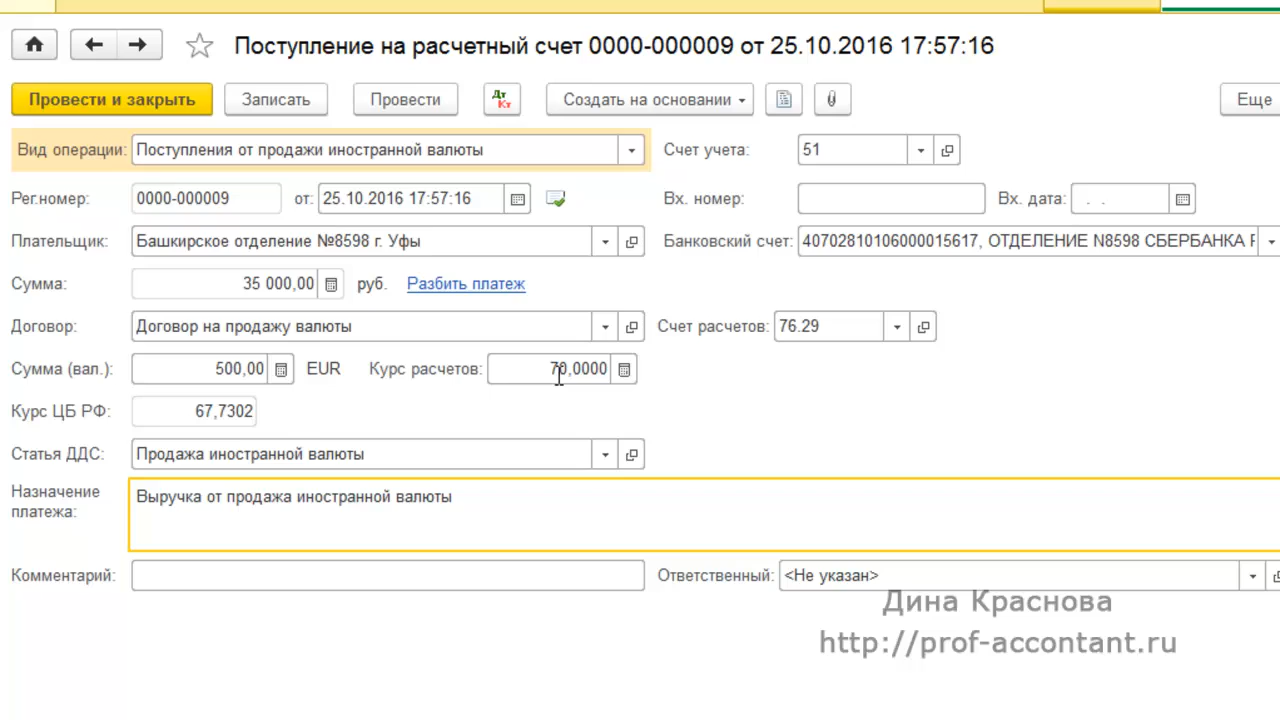 Поступление на расчетный счет 0000-000009 от 25.10.2016 17:57:16
Провести и закрыть Записать Провести Дт Кт Создать на основании Еще
Вид операции: Поступления от продажи иностранной валюты Счет учета: 51
Рег.номер: 0000-000009 от: 25.10.2016 17:57:16 Вх. номер: Вх. дата: . .
Плательщик: Башкирское отделение №8598 г. Уфы Банковский счет: 40702810106000015617, ОТДЕЛЕНИЕ N8598 СБЕРБАНКА
Сумма: 35 000,00 руб. Разбить платеж
Договор: Договор на продажу валюты Счет расчетов: 76.29
Сумма (вал.): 500,00 EUR Курс расчетов: 70,0000
Курс ЦБ РФ: 67,7302
Статья ДДС: Продажа иностранной валюты
Назначение
платежа: Выручка от продажа иностранной валюты
Комментарий: Ответственный: <Не указан>
Дина Краснова
http://prof-accontant.ru